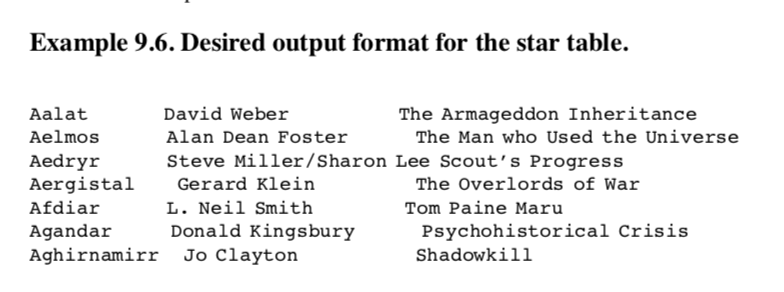 Example 9.6. Desired output format for the star table.
Aalat David Weber The Armageddon Inheritance
Aelmos Alan Dean Foster The Man who Used the Universe
Aedryr Steve Miller/Sharon Lee Scout's Progress
Aergistal Gerard Klein The Overlords of War
Afdiar L. Neil Smith Tom Paine Maru
Agandar Donald Kingsbury Psychohistorical Crisis
Aghirnamirr Jo Clayton Shadowkill